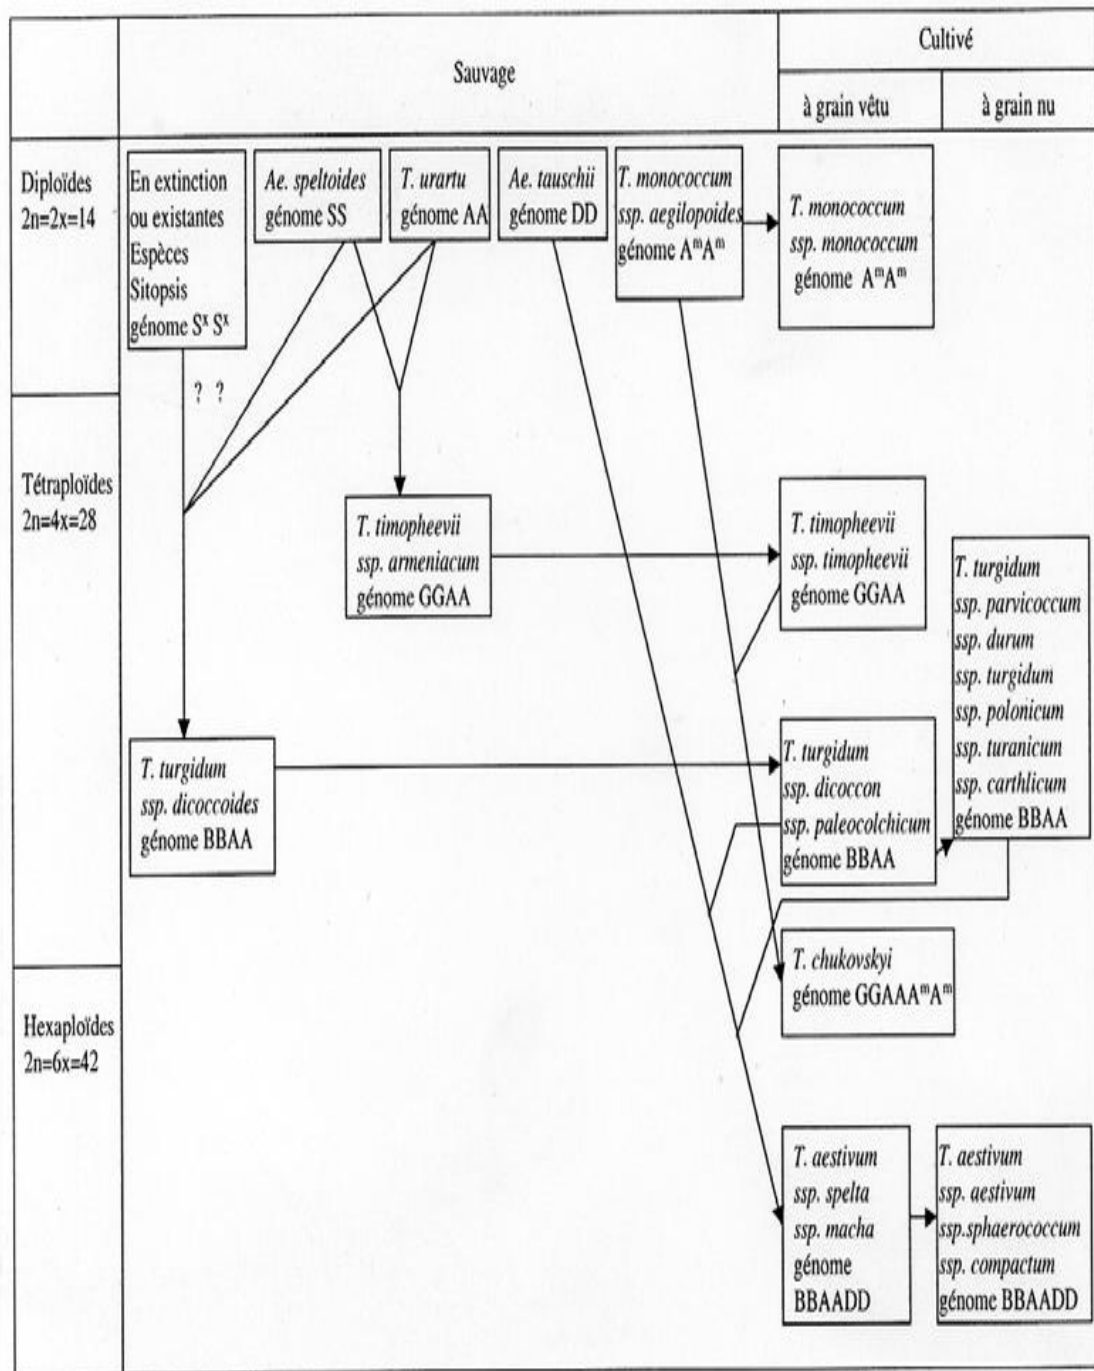 Sauvage
Cultivé
à grain vêtu
à grain nu
Diploïdes
2n=2x=14
En extinction
ou existantes
Espèces
Sitopsis
génome Sˣ Sˣ
Ae. speltoides
génome SS
T. urartu
génome AA
Ae. tauschii
génome DD
T. monococcum
ssp. aegilopoides
génome AᵐAᵐ
T. monococcum
ssp. monococcum
génome AᵐAᵐ
? ?
Tétraploïdes
2n=4x=28
T. timopheevii
ssp. armeniacum
génome GGAA
T. timopheevii
ssp. timopheevii
génome GGAA
T. turgidum
ssp. parvicoccum
ssp. durum
ssp. turgidum
ssp. polonicum
ssp. turanicum
ssp. carthlicum
génome BBAA
T. turgidum
ssp. dicoccoides
génome BBAA
T. turgidum
ssp. dicoccon
ssp. paleocolchicum
génome BBAA
Hexaploïdes
2n=6x=42
T. chukovskyi
génome GGAAAᵐAᵐ
T. aestivum
ssp. spelta
ssp. macha
génome
BBAADD
T. aestivum
ssp. aestivum
ssp.sphaerococcum
ssp. compactum
génome BBAADD